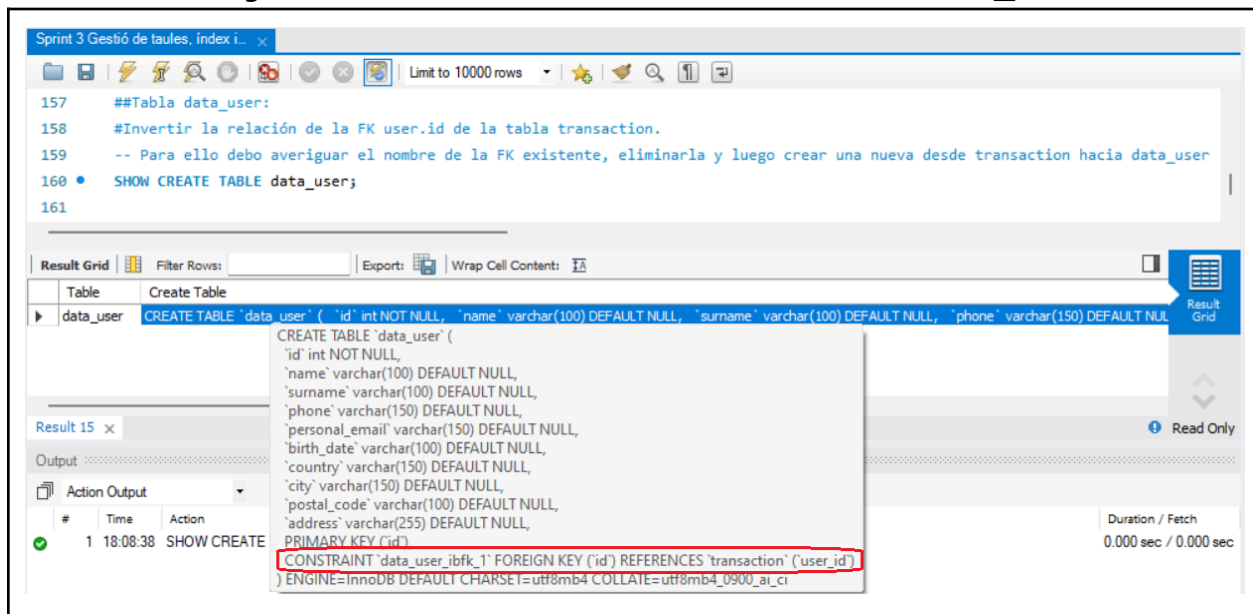 Sprint 3 Gestió de taules, índex i...
Limit to 10000 rows
157 ##Tabla data_user:
158 #Invertir la relación de la FK user.id de la tabla transaction.
159 -- Para ello debo averiguar el nombre de la FK existente, eliminarla y luego crear una nueva desde transaction hacia data_user
160 SHOW CREATE TABLE data_user;
161
Result Grid Filter Rows: Export: Wrap Cell Content:
Table Create Table
data_user CREATE TABLE `data_user` ( `id` int NOT NULL, `name` varchar(100) DEFAULT NULL, `surname` varchar(100) DEFAULT NULL, `phone` varchar(150) DEFAULT NUL
Result
Grid
CREATE TABLE `data_user` (
`id` int NOT NULL,
`name` varchar(100) DEFAULT NULL,
`surname` varchar(100) DEFAULT NULL,
`phone` varchar(150) DEFAULT NULL,
`personal_email` varchar(150) DEFAULT NULL,
`birth_date` varchar(100) DEFAULT NULL,
`country` varchar(150) DEFAULT NULL,
`city` varchar(150) DEFAULT NULL,
`postal_code` varchar(100) DEFAULT NULL,
`address` varchar(255) DEFAULT NULL,
PRIMARY KEY (`id`)
CONSTRAINT `data_user_ibfk_1` FOREIGN KEY (`id`) REFERENCES `transaction` (`user_id`)
) ENGINE=InnoDB DEFAULT CHARSET=utf8mb4 COLLATE=utf8mb4_0900_ai_ci
Result 15
Read Only
Output
Action Output
# Time Action Duration / Fetch
1 18:08:38 SHOW CREATE 0.000 sec / 0.000 sec